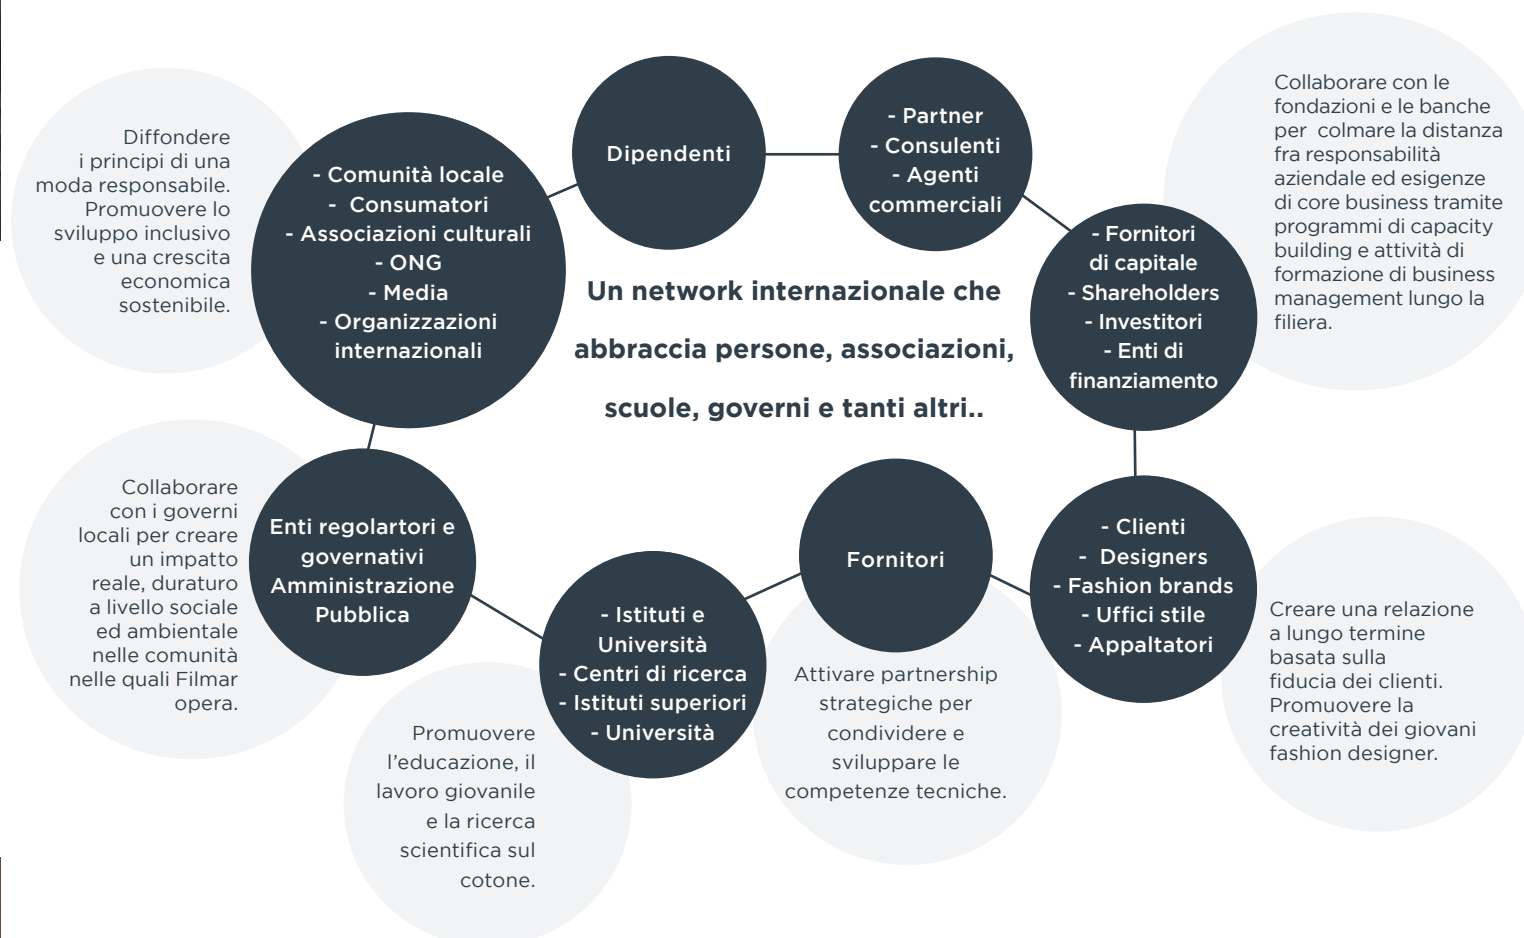 Diffondere
i principi di una
moda responsabile.
Promuovere lo
sviluppo inclusivo
e una crescita
economica
sostenibile.
- Comunità locale
- Consumatori
- Associazioni culturali
- ONG
- Media
- Organizzazioni
internazionali
Dipendenti
- Partner
- Consulenti
- Agenti
commerciali
- Fornitori
di capitale
- Shareholders
- Investitori
- Enti di
finanziamento
Collaborare con le
fondazioni e le banche
per colmare la distanza
fra responsabilità
aziendale ed esigenze
di core business tramite
programmi di capacity
building e attività di
formazione di business
management lungo la
filiera.
Un network internazionale che
abbraccia persone, associazioni,
scuole, governi e tanti altri..
Collaborare
con i governi
locali per creare
un impatto
reale, duraturo
a livello sociale
ed ambientale
nelle comunità
nelle quali Filmar
opera.
Enti regolartori e
governativi
Amministrazione
Pubblica
Promuovere
l'educazione, il
lavoro giovanile
e la ricerca
scientifica sul
cotone.
- Istituti e
Università
- Centri di ricerca
- Istituti superiori
- Università
Fornitori
Attivare partnership
strategiche per
condividere e
sviluppare le
competenze tecniche.
- Clienti
- Designers
- Fashion brands
- Uffici stile
- Appaltatori
Creare una relazione
a lungo termine
basata sulla
fiducia dei clienti.
Promuovere la
creatività dei giovani
fashion designer.